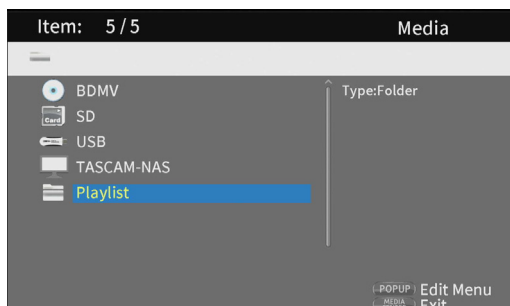 Item: 5/5 Media
BDMV
Type:Folder
Card SD
USB
TASCAM-NAS
Playlist
POPUP Edit Menu
MEDIA Exit